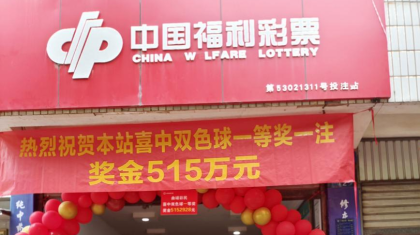 中国福利彩票
CHINA W LFARE LOTTERY
第53021311号投注站
热烈祝贺本站喜中双色球一等奖一注
奖金515万元